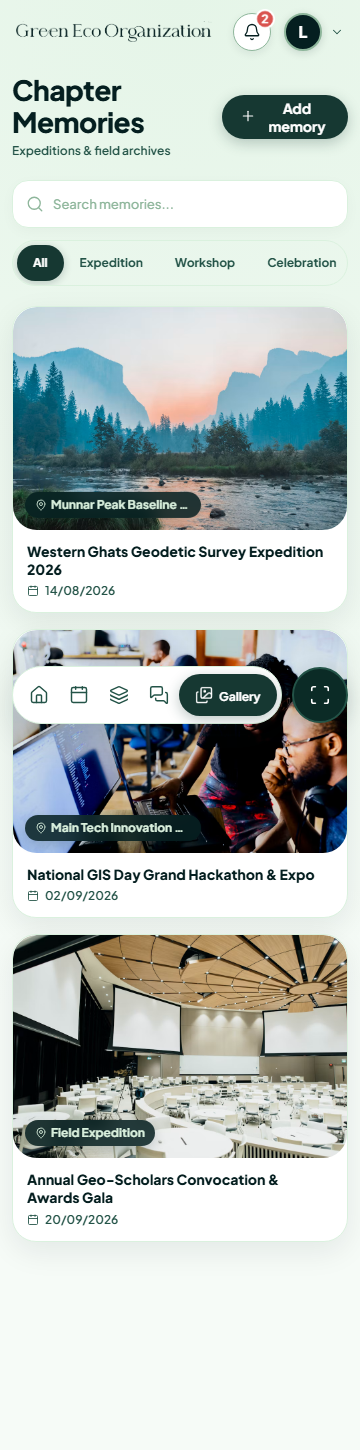 Green Eco Organization
2
L
Chapter
Memories
Expeditions & field archives
Add
memory
Search memories...
All
Expedition
Workshop
Celebration
Munnar Peak Baseline ...
Western Ghats Geodetic Survey Expedition
2026
14/08/2026
Gallery
Main Tech Innovation ...
National GIS Day Grand Hackathon & Expo
02/09/2026
Field Expedition
Annual Geo-Scholars Convocation &
Awards Gala
20/09/2026